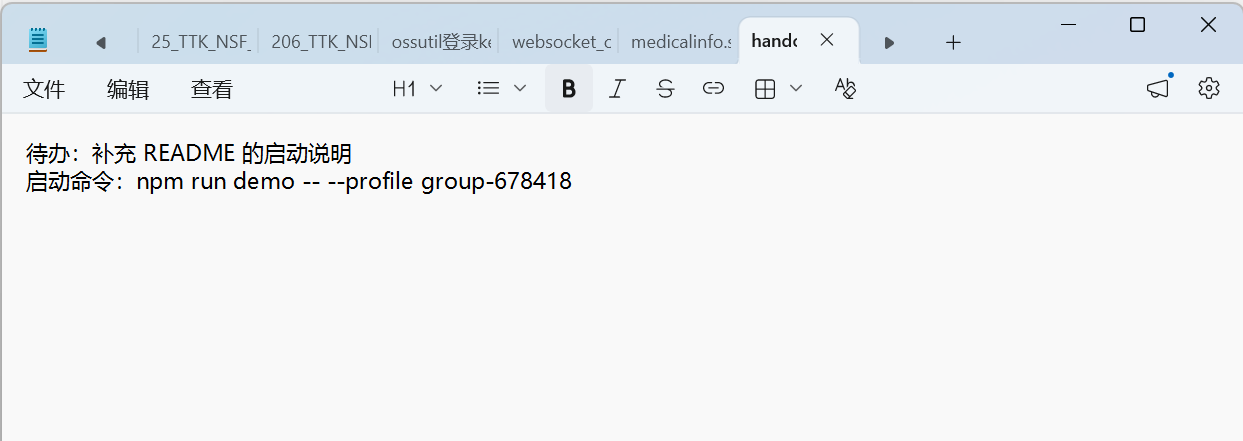 25_TTK_NSF_
206_TTK_NSI
ossutil登录ke
websocket_c
medicalinfo.s
handc
文件 编辑 查看 H1 B I S
待办：补充 README 的启动说明
启动命令：npm run demo -- --profile group-678418